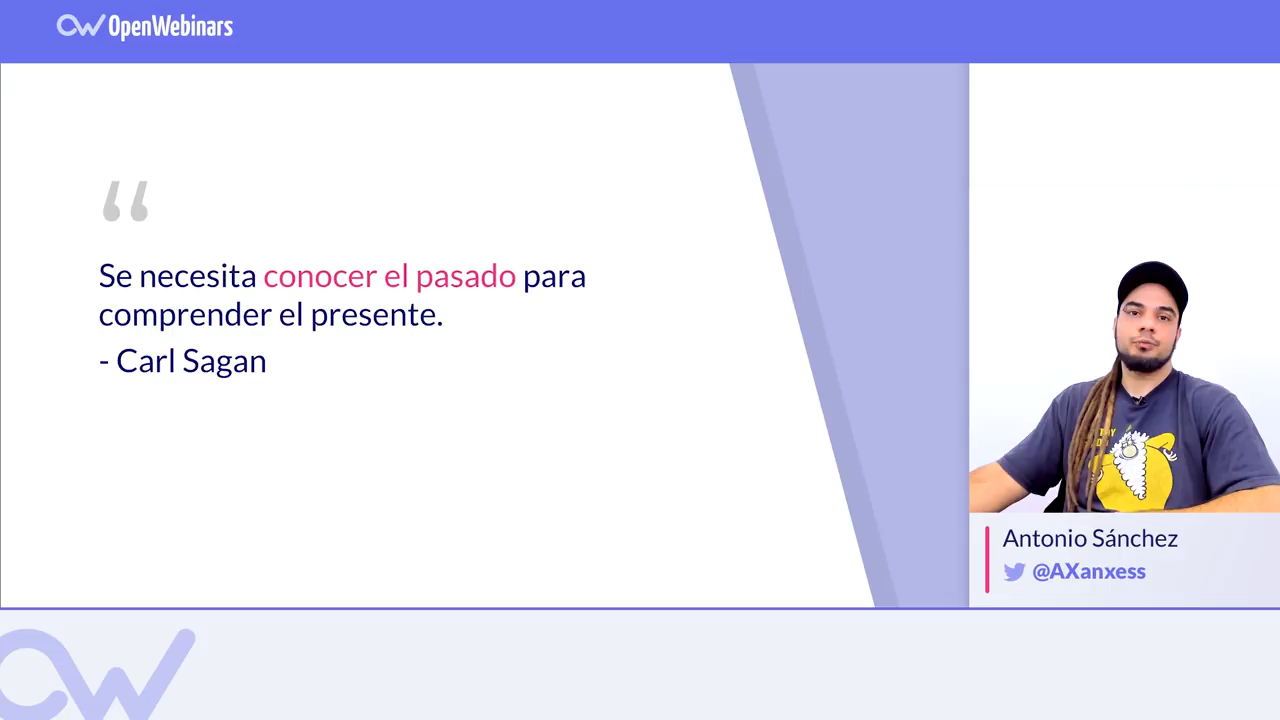 OpenWebinars
“
Se necesita conocer el pasado para
comprender el presente.
- Carl Sagan
Antonio Sánchez
@AXanxess